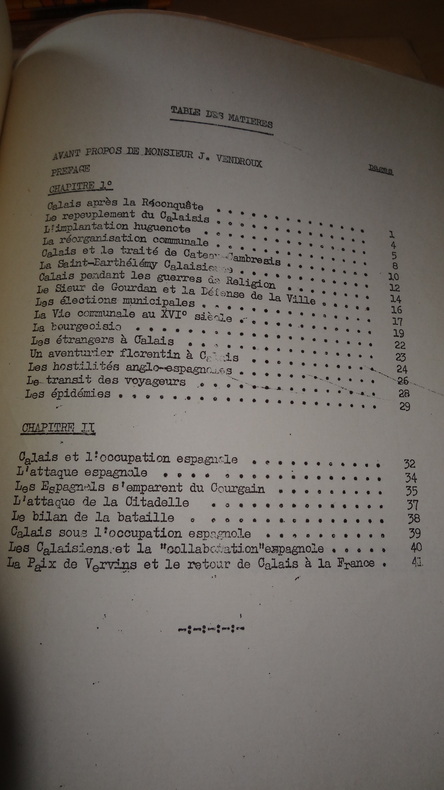 TABLE DES MATIERES
AVANT PROPOS DE MONSIEUR J. VENDROUX
PREFACE
PAGES
CHAPITRE 1°
Calais après la Réconquête . . . . . . . . . . 1
Le repeuplement du Calaisis . . . . . . . . . . 4
L'implantation huguenote . . . . . . . . . . 5
La réorganisation communale . . . . . . . . . . 8
Calais et le traité de Cateau-Cambresis . . . . . . 10
La Saint-Barthélémy Calaisienne . . . . . . . . . 12
Calais pendant les guerres de Religion . . . . . . 14
Le Sieur de Gourdan et la Défense de la Ville . . . . 16
Les élections municipales . . . . . . . . . . 17
La Vie communale au XVI° siècle . . . . . . . . . 19
La bourgeoisie . . . . . . . . . . . . . 22
Les étrangers à Calais . . . . . . . . . . . 23
Un aventurier florentin à Calais . . . . . . . . . 24
Les hostilités anglo-espagnoles . . . . . . . . . 26
Le transit des voyageurs . . . . . . . . . . . 28
Les épidémies . . . . . . . . . . . . . . 29
CHAPITRE II
Calais et l'occupation espagnole . . . . . . . . . 32
L'attaque espagnole . . . . . . . . . . . . 34
Les Espagnols s'emparent du Courgain . . . . . . . 35
L'attaque de la Citadelle . . . . . . . . . . 37
Le bilan de la bataille . . . . . . . . . . . 38
Calais sous l'occupation espagnole . . . . . . . . 39
Les Calaisiens et la "collaboration"espagnole . . . . . 40
La Paix de Vervins et le retour de Calais à la France . 41
-:-:-:-:-